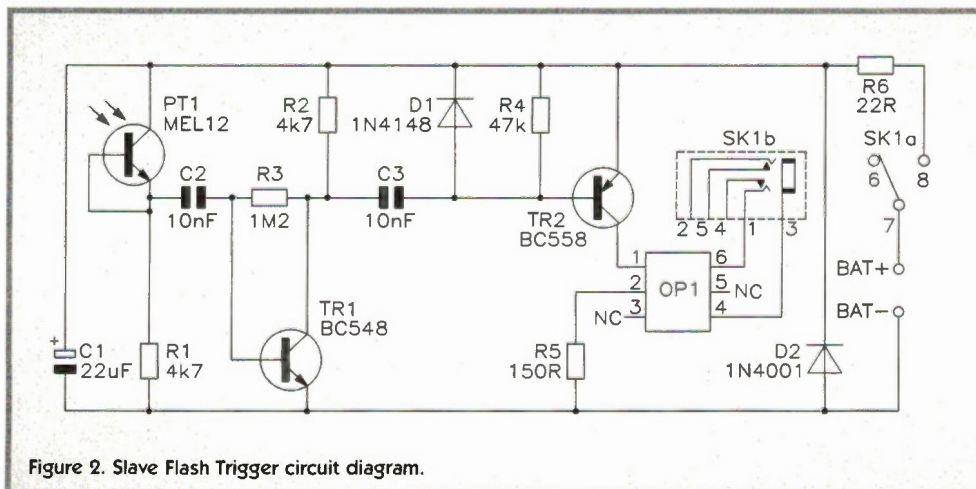 PT1
MEL12
R2
4k7
D1
1N4148
R4
47k
R6
22R
SK1b
SK1a
6
8
7
C2
10nF
R3
1M2
C3
10nF
TR2
BC558
2 5 4 1 3
BAT+
BAT-
1
2
3
OP1
6
5
4
NC
NC
TR1
BC548
+
C1
22uF
R1
4k7
R5
150R
D2
1N4001
Figure 2. Slave Flash Trigger circuit diagram.